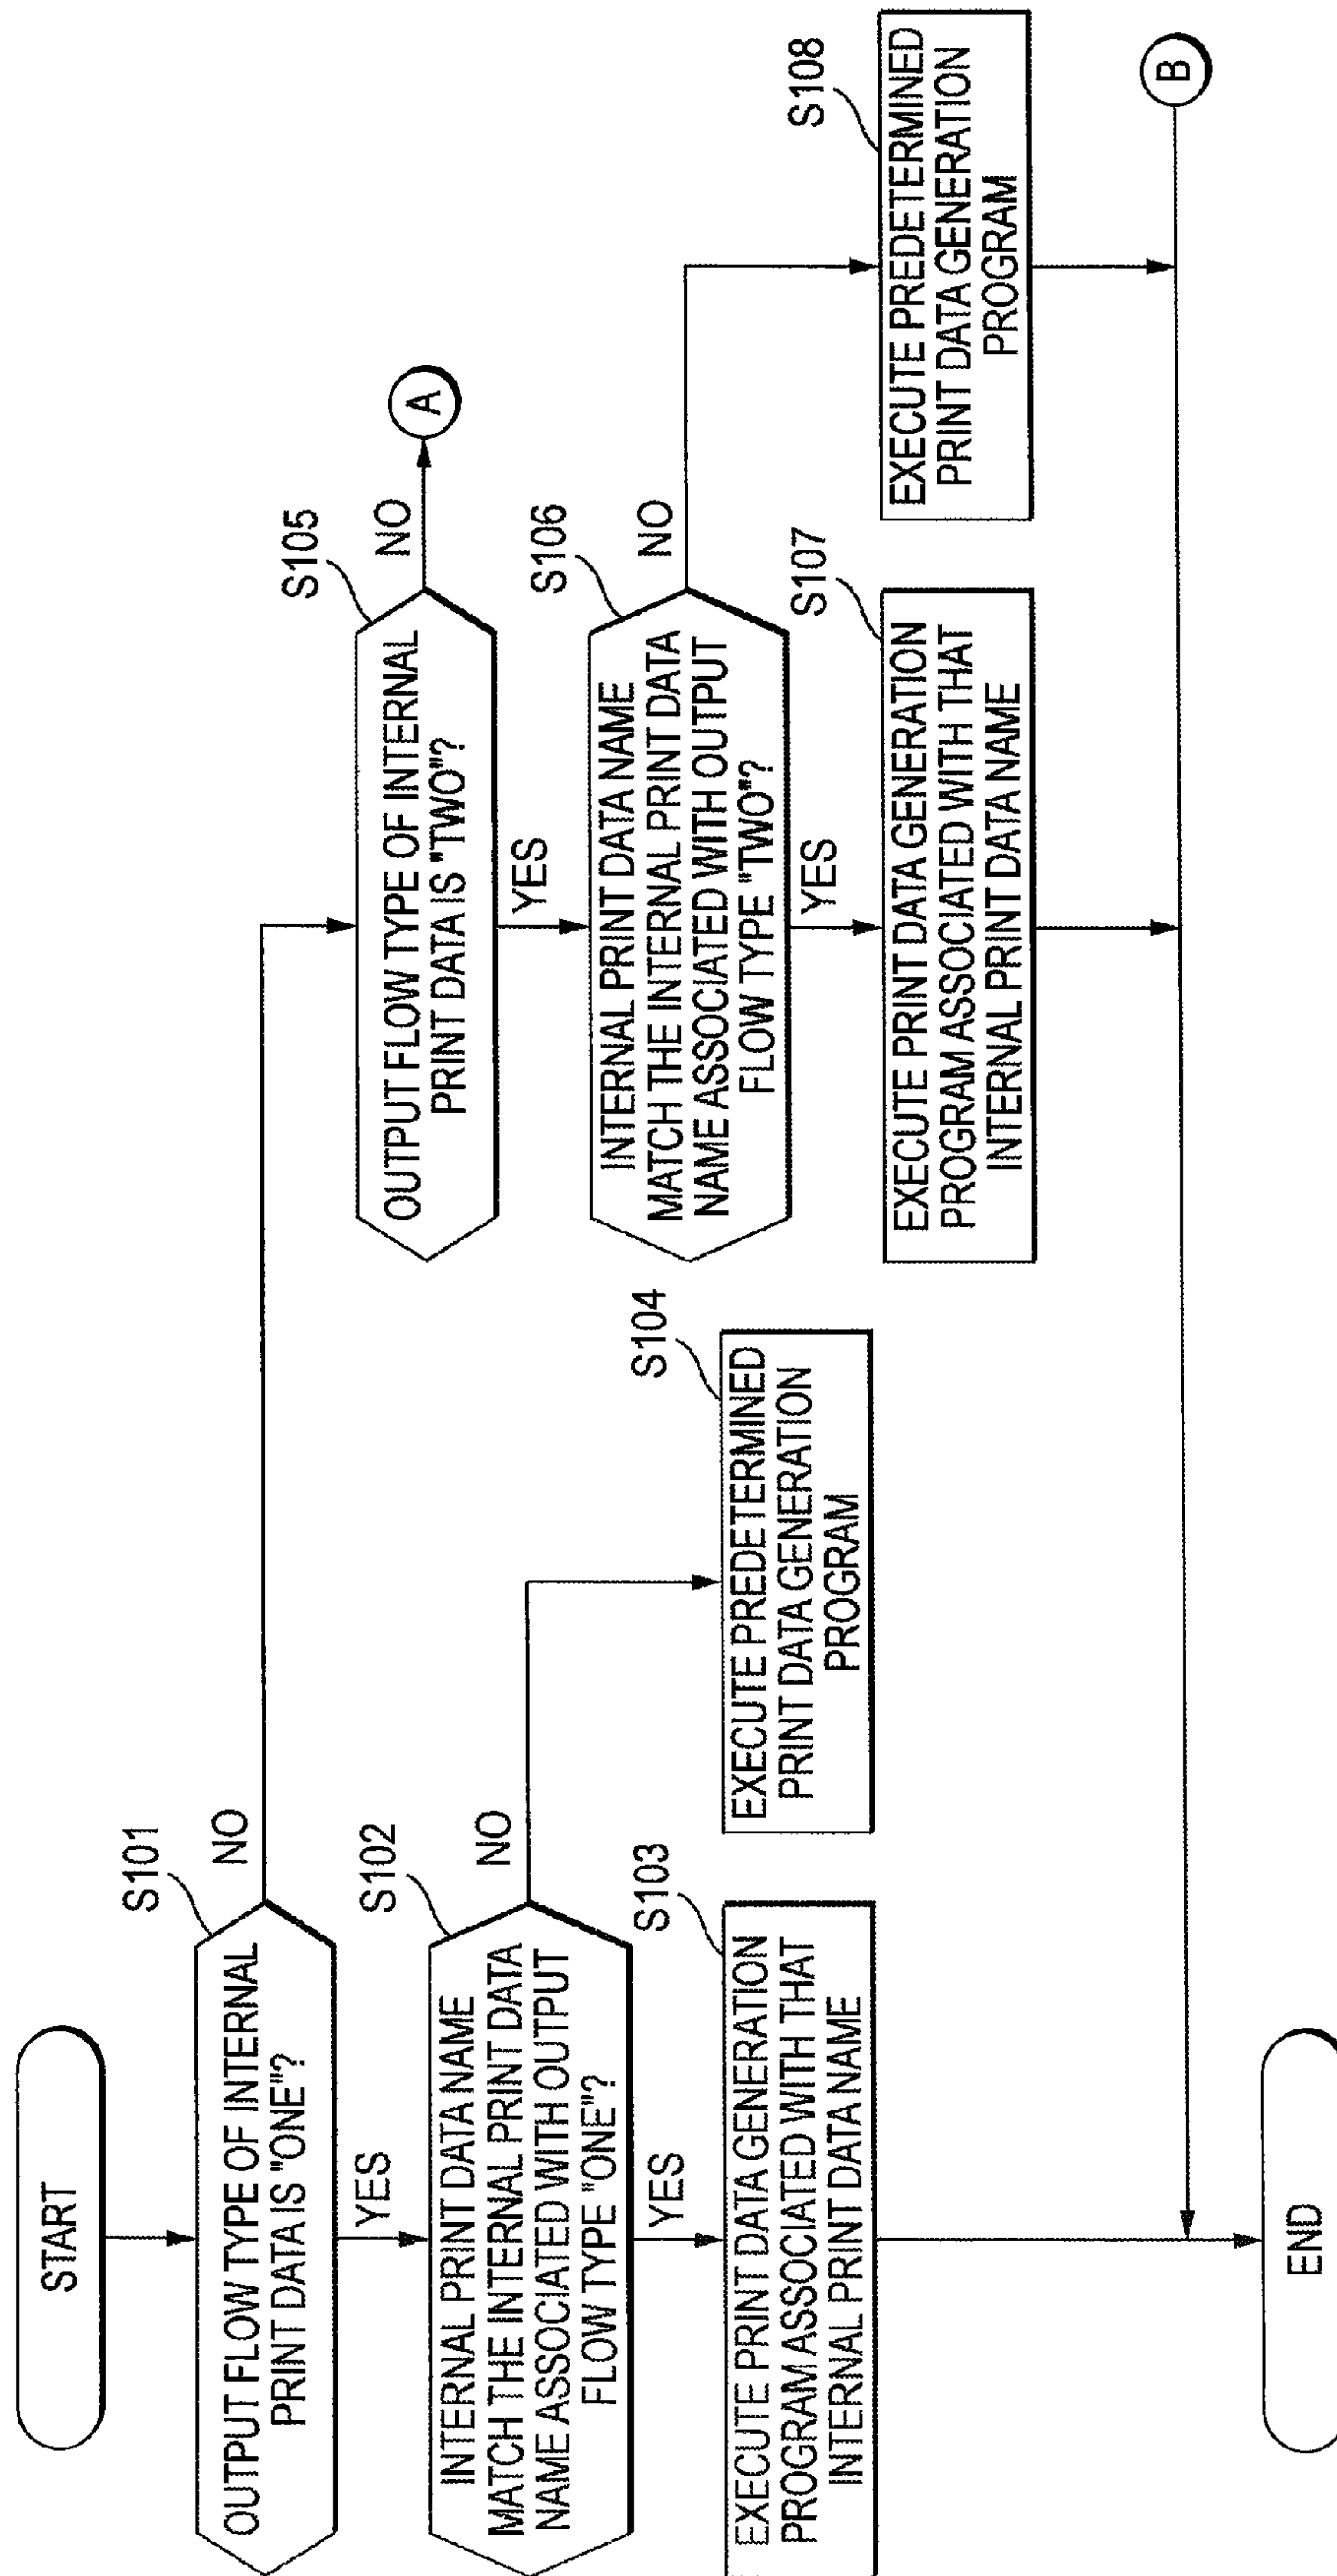 START
S101
OUTPUT FLOW TYPE OF INTERNAL
PRINT DATA IS "ONE"?
NO
YES
S102
INTERNAL PRINT DATA NAME
MATCH THE INTERNAL PRINT DATA
NAME ASSOCIATED WITH OUTPUT
FLOW TYPE "ONE"?
NO
YES
S103
EXECUTE PRINT DATA GENERATION
PROGRAM ASSOCIATED WITH THAT
INTERNAL PRINT DATA NAME
S104
EXECUTE PREDETERMINED
PRINT DATA GENERATION
PROGRAM
S105
OUTPUT FLOW TYPE OF INTERNAL
PRINT DATA IS "TWO"?
NO
A
YES
S106
INTERNAL PRINT DATA NAME
MATCH THE INTERNAL PRINT DATA
NAME ASSOCIATED WITH OUTPUT
FLOW TYPE "TWO"?
NO
YES
S107
EXECUTE PRINT DATA GENERATION
PROGRAM ASSOCIATED WITH THAT
INTERNAL PRINT DATA NAME
S108
EXECUTE PREDETERMINED
PRINT DATA GENERATION
PROGRAM
B
END